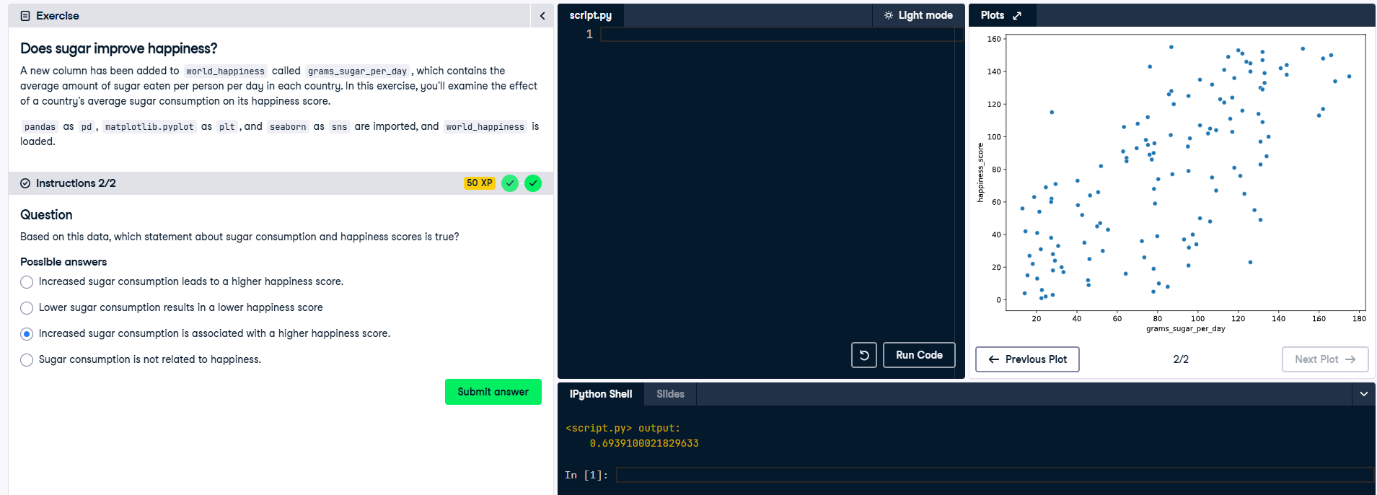 Exercise
Does sugar improve happiness?
A new column has been added to world_happiness called grams_sugar_per_day, which contains the
average amount of sugar eaten per person per day in each country. In this exercise, you'll examine the effect
of a country's average sugar consumption on its happiness score.
pandas as pd, matplotlib.pyplot as plt, and seaborn as sns are imported, and world_happiness is
loaded.
Instructions 2/2
50 XP
Question
Based on this data, which statement about sugar consumption and happiness scores is true?
Possible answers
Increased sugar consumption leads to a higher happiness score.
Lower sugar consumption results in a lower happiness score
Increased sugar consumption is associated with a higher happiness score.
Sugar consumption is not related to happiness.
Submit answer
script.py
Light mode
1
Run Code
IPython Shell
Slides
<script.py> output:
0.6939100021829633
In [1]:
Plots
160
140
120
100
80
60
40
20
0
happiness_score
20 40 60 80 100 120 140 160 180
grams_sugar_per_day
Previous Plot
2/2
Next Plot